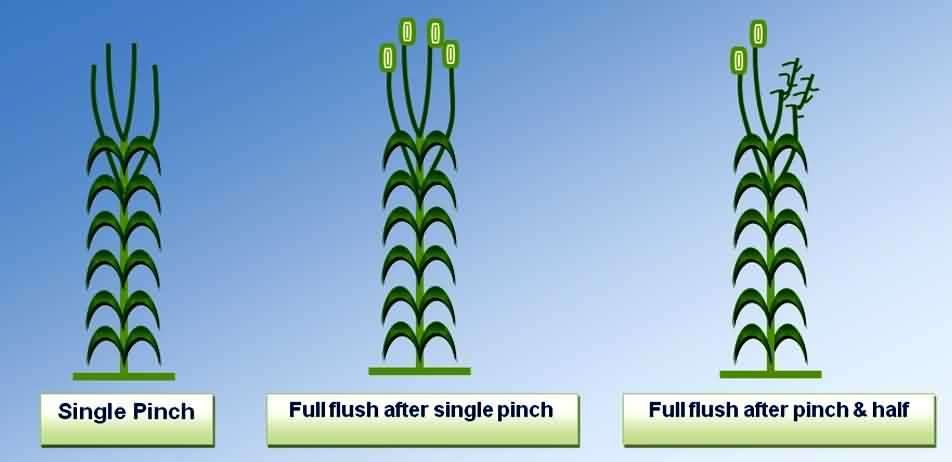 Single Pinch
Full flush after single pinch
Full flush after pinch & half